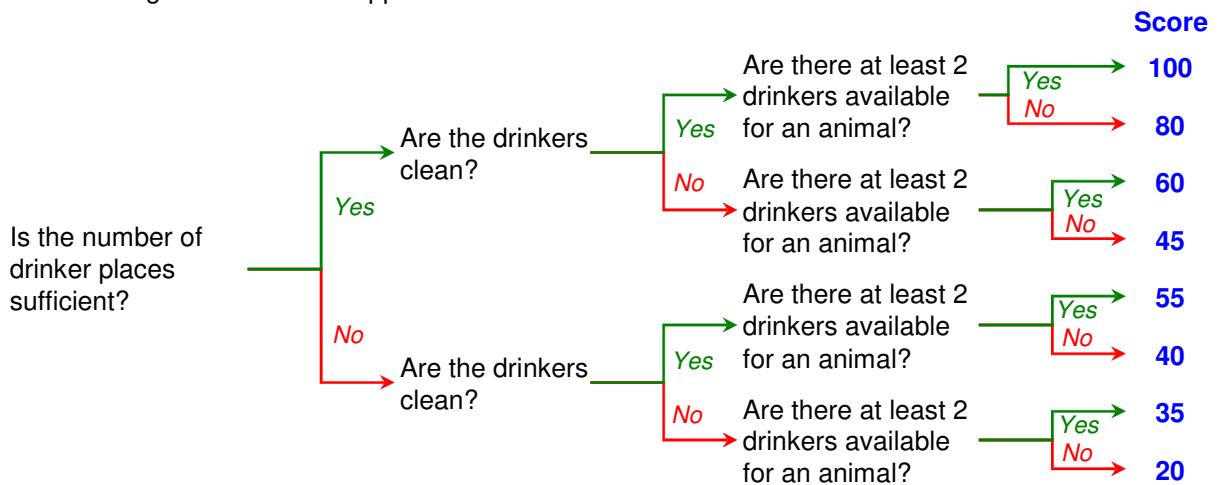 Score
Are there at least 2
drinkers available
for an animal?
Yes
No
100
80
Are the drinkers
clean?
Yes
No
Are there at least 2
drinkers available
for an animal?
Yes
No
60
45
Is the number of
drinker places
sufficient?
Yes
No
Are there at least 2
drinkers available
for an animal?
Yes
No
55
40
Are the drinkers
clean?
Yes
No
Are there at least 2
drinkers available
for an animal?
Yes
No
35
20